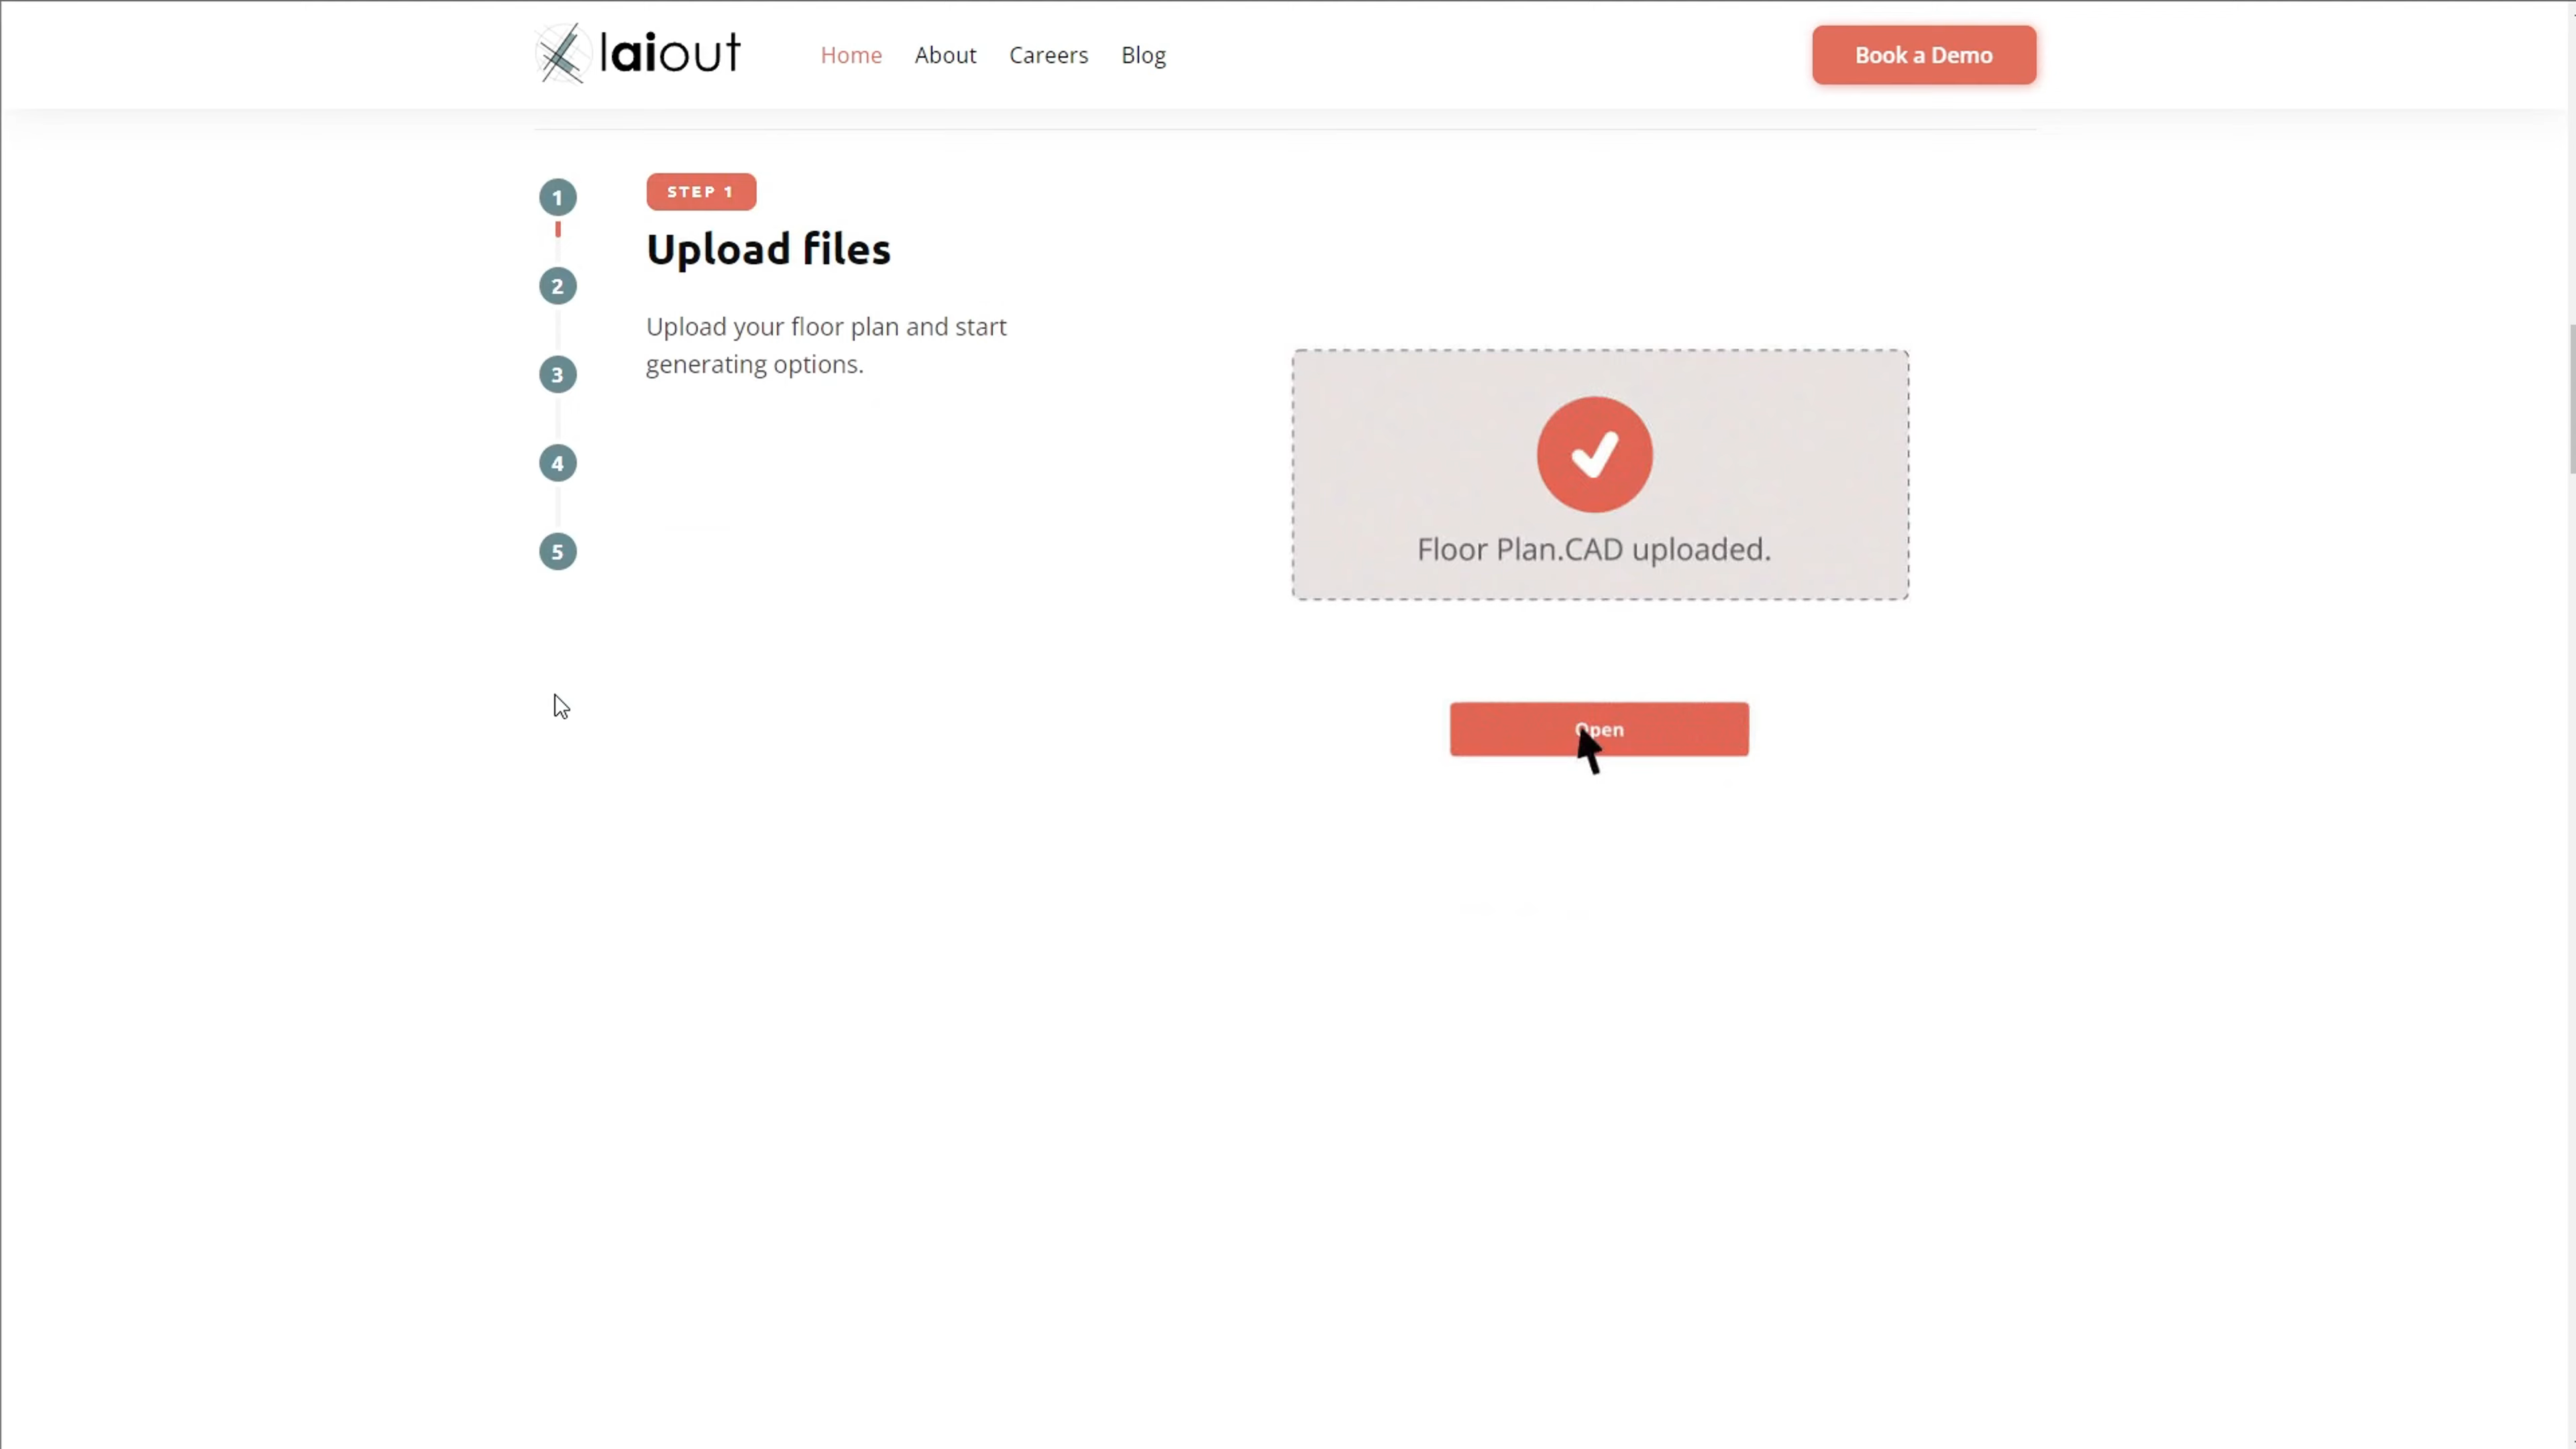 laiout
Home
About
Careers
Blog
Book a Demo
1
2
3
4
5
STEP 1
Upload files
Upload your floor plan and start
generating options.
Floor Plan.CAD uploaded.
Open